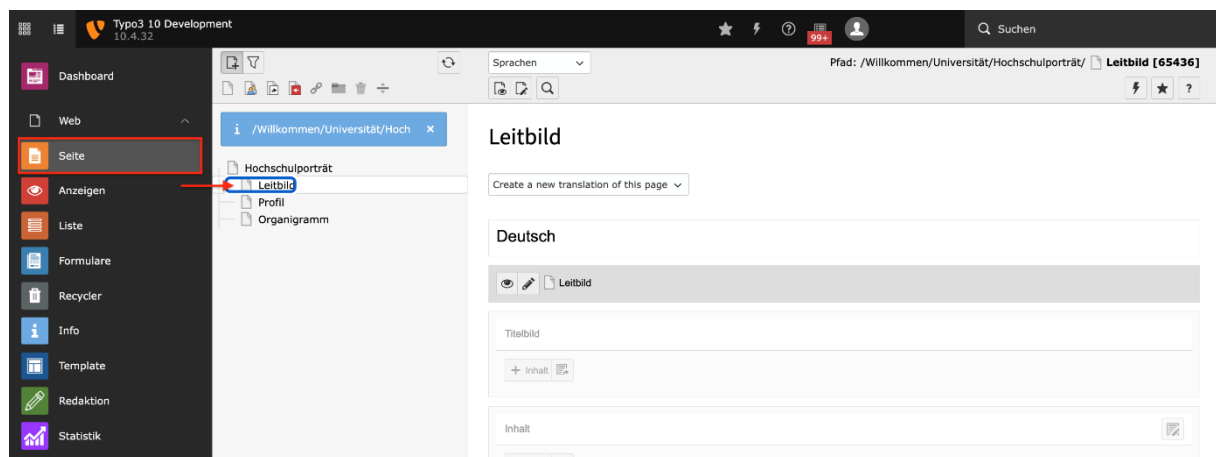 Typo3 10 Development
10.4.32
99+
Suchen
Dashboard
Web
Seite
Anzeigen
Liste
Formulare
Recycler
Info
Template
Redaktion
Statistik
/Willkommen/Universität/Hoch
Hochschulporträt
Leitbild
Profil
Organigramm
Sprachen
Pfad: /Willkommen/Universität/Hochschulporträt/ Leitbild [65436]
Leitbild
Create a new translation of this page
Deutsch
Leitbild
Titelbild
+ Inhalt
Inhalt